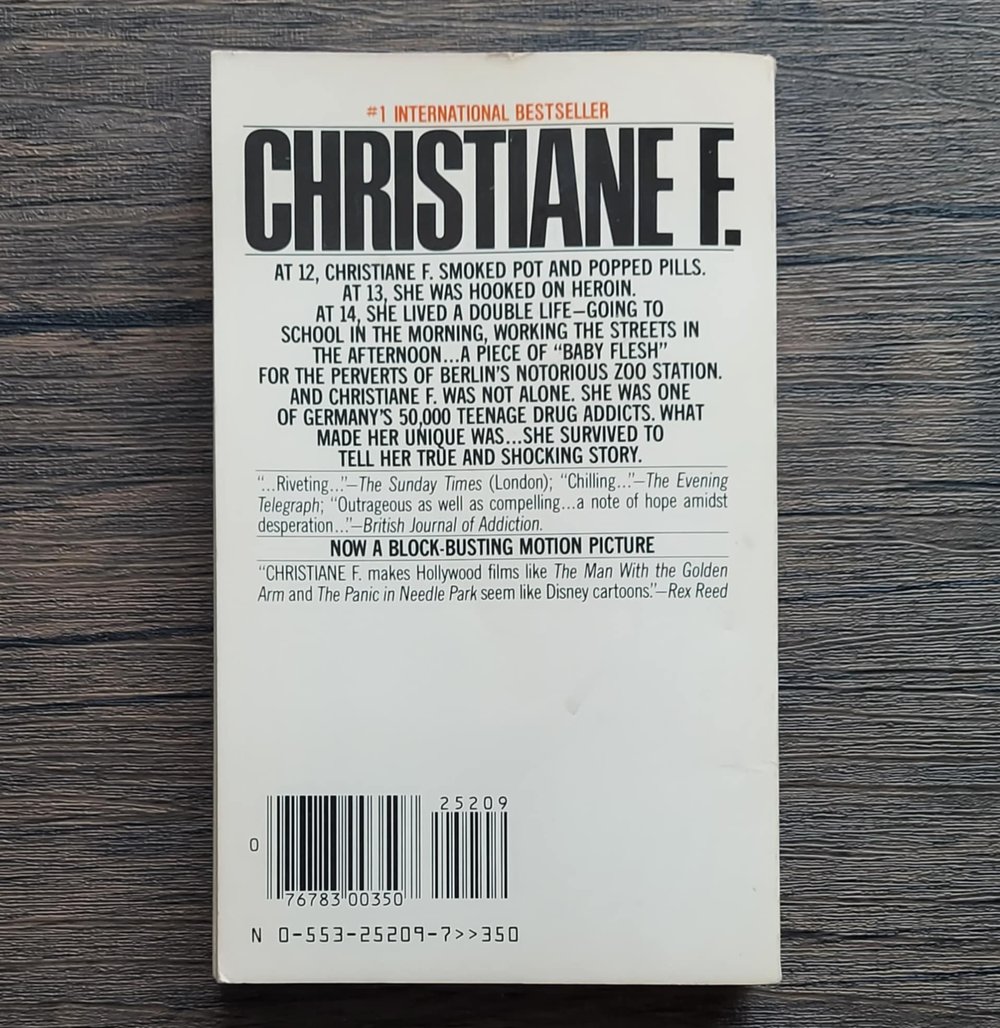 #1 INTERNATIONAL BESTSELLER
CHRISTIANE F.
AT 12, CHRISTIANE F. SMOKED POT AND POPPED PILLS.
AT 13, SHE WAS HOOKED ON HEROIN.
AT 14, SHE LIVED A DOUBLE LIFE—GOING TO
SCHOOL IN THE MORNING, WORKING THE STREETS IN
THE AFTERNOON...A PIECE OF "BABY FLESH"
FOR THE PERVERTS OF BERLIN'S NOTORIOUS ZOO STATION.
AND CHRISTIANE F. WAS NOT ALONE. SHE WAS ONE
OF GERMANY'S 50,000 TEENAGE DRUG ADDICTS. WHAT
MADE HER UNIQUE WAS...SHE SURVIVED TO
TELL HER TRUE AND SHOCKING STORY.
"...Riveting..."—The Sunday Times (London); "Chilling..."—The Evening
Telegraph; "Outrageous as well as compelling...a note of hope amidst
desperation..."—British Journal of Addiction.
NOW A BLOCK-BUSTING MOTION PICTURE
"CHRISTIANE F. makes Hollywood films like The Man With the Golden
Arm and The Panic in Needle Park seem like Disney cartoons."—Rex Reed
25209
0
76783 00350
N 0-553-25209-7>>350